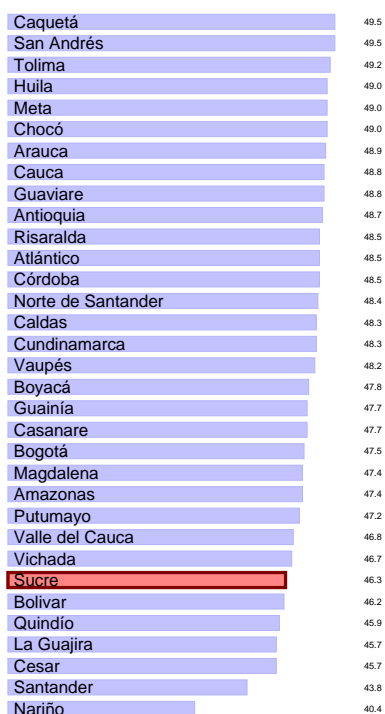 Caquetá 49.5
San Andrés 49.5
Tolima 49.2
Huila 49.0
Meta 49.0
Chocó 49.0
Arauca 48.9
Cauca 48.8
Guaviare 48.8
Antioquia 48.7
Risaralda 48.5
Atlántico 48.5
Córdoba 48.5
Norte de Santander 48.4
Caldas 48.3
Cundinamarca 48.3
Vaupés 48.2
Boyacá 47.8
Guainía 47.7
Casanare 47.7
Bogotá 47.5
Magdalena 47.4
Amazonas 47.4
Putumayo 47.2
Valle del Cauca 46.8
Vichada 46.7
Sucre 46.3
Bolivar 46.2
Quindío 45.9
La Guajira 45.7
Cesar 45.7
Santander 43.8
Nariño 40.4